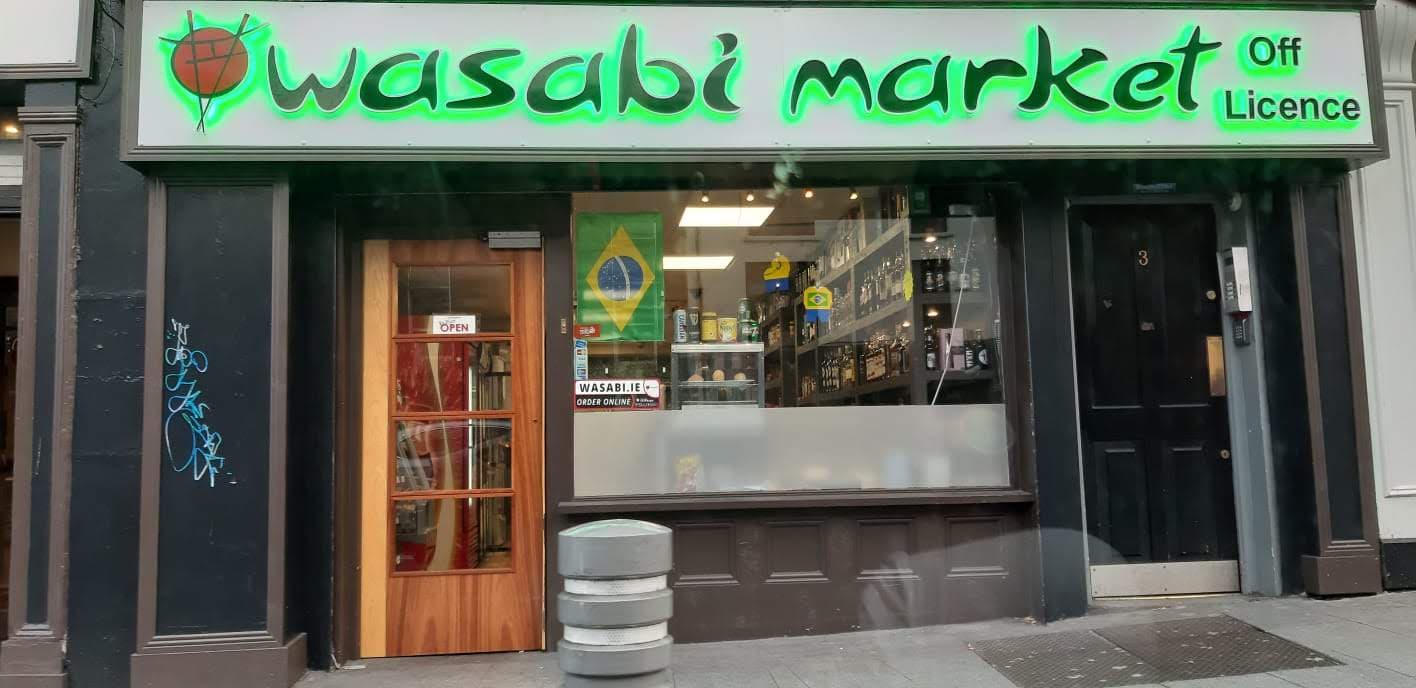 wasabi market
Off
Licence
OPEN
WASABI.IE
ORDER ONLINE
3